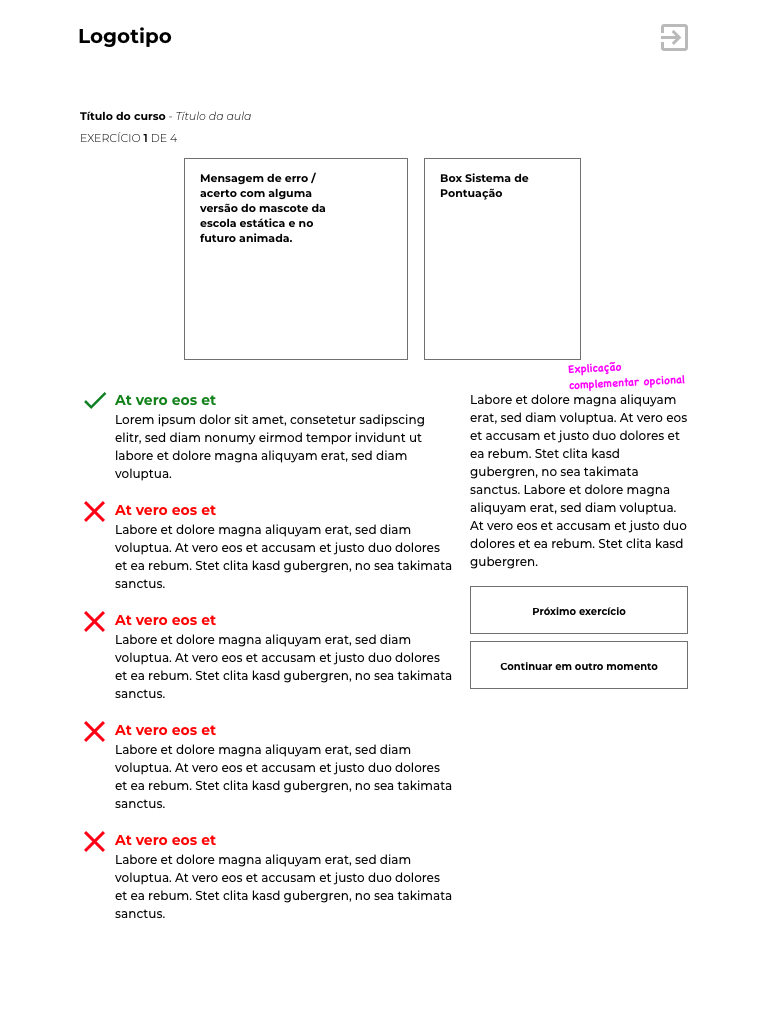 Logotipo
Título do curso - Título da aula
EXERCÍCIO 1 DE 4
Mensagem de erro /
acerto com alguma
versão do mascote da
escola estática e no
futuro animada.
Box Sistema de
Pontuação
At vero eos et
Lorem ipsum dolor sit amet, consetetur sadipscing
elitr, sed diam nonumy eirmod tempor invidunt ut
labore et dolore magna aliquyam erat, sed diam
voluptua.
At vero eos et
Labore et dolore magna aliquyam erat, sed diam
voluptua. At vero eos et accusam et justo duo dolores
et ea rebum. Stet clita kasd gubergren, no sea takimata
sanctus.
At vero eos et
Labore et dolore magna aliquyam erat, sed diam
voluptua. At vero eos et accusam et justo duo dolores
et ea rebum. Stet clita kasd gubergren, no sea takimata
sanctus.
At vero eos et
Labore et dolore magna aliquyam erat, sed diam
voluptua. At vero eos et accusam et justo duo dolores
et ea rebum. Stet clita kasd gubergren, no sea takimata
sanctus.
At vero eos et
Labore et dolore magna aliquyam erat, sed diam
voluptua. At vero eos et accusam et justo duo dolores
et ea rebum. Stet clita kasd gubergren, no sea takimata
sanctus.
Explicação
complementar opcional
Labore et dolore magna aliquyam
erat, sed diam voluptua. At vero eos
et accusam et justo duo dolores et
ea rebum. Stet clita kasd
gubergren, no sea takimata
sanctus. Labore et dolore magna
aliquyam erat, sed diam voluptua.
At vero eos et accusam et justo duo
dolores et ea rebum. Stet clita kasd
gubergren.
Próximo exercício
Continuar em outro momento